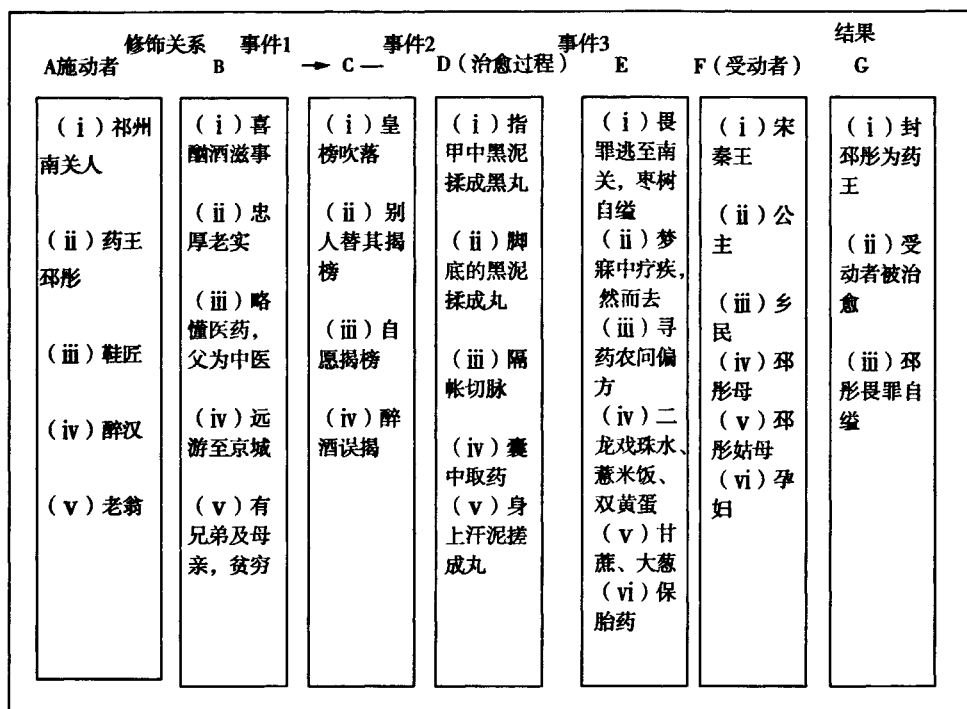 修饰关系 事件1 事件2 事件3 结果
A施动者 B → C — D（治愈过程） E F（受动者） G
（ⅰ）祁州
南关人
（ⅱ）药王
邳彤
（ⅲ）鞋匠
（ⅳ）醉汉
（ⅴ）老翁
（ⅰ）喜
酗酒滋事
（ⅱ）忠
厚老实
（ⅲ）略
懂医药，
父为中医
（ⅳ）远
游至京城
（ⅴ）有
兄弟及母
亲，贫穷
（ⅰ）皇
榜吹落
（ⅱ）别
人替其揭
榜
（ⅲ）自
愿揭榜
（ⅳ）醉
酒误揭
（ⅰ）指
甲中黑泥
揉成黑丸
（ⅱ）脚
底的黑泥
揉成丸
（ⅲ）隔
帐切脉
（ⅳ）囊
中取药
（ⅴ）身
上汗泥搓
成丸
（ⅰ）畏
罪逃至南
关，枣树
自缢
（ⅱ）梦
寐中疗疾，
然而去
（ⅲ）寻
药农问偏
方
（ⅳ）二
龙戏珠水、
薏米饭、
双黄蛋
（ⅴ）甘
蔗、大葱
（ⅵ）保
胎药
（ⅰ）宋
秦王
（ⅱ）公
主
（ⅲ）乡
民
（ⅳ）邳
彤母
（ⅴ）邳
彤姑母
（ⅵ）孕
妇
（ⅰ）封
邳彤为药
王
（ⅱ）受
动者被治
愈
（ⅲ）邳
彤畏罪自
缢